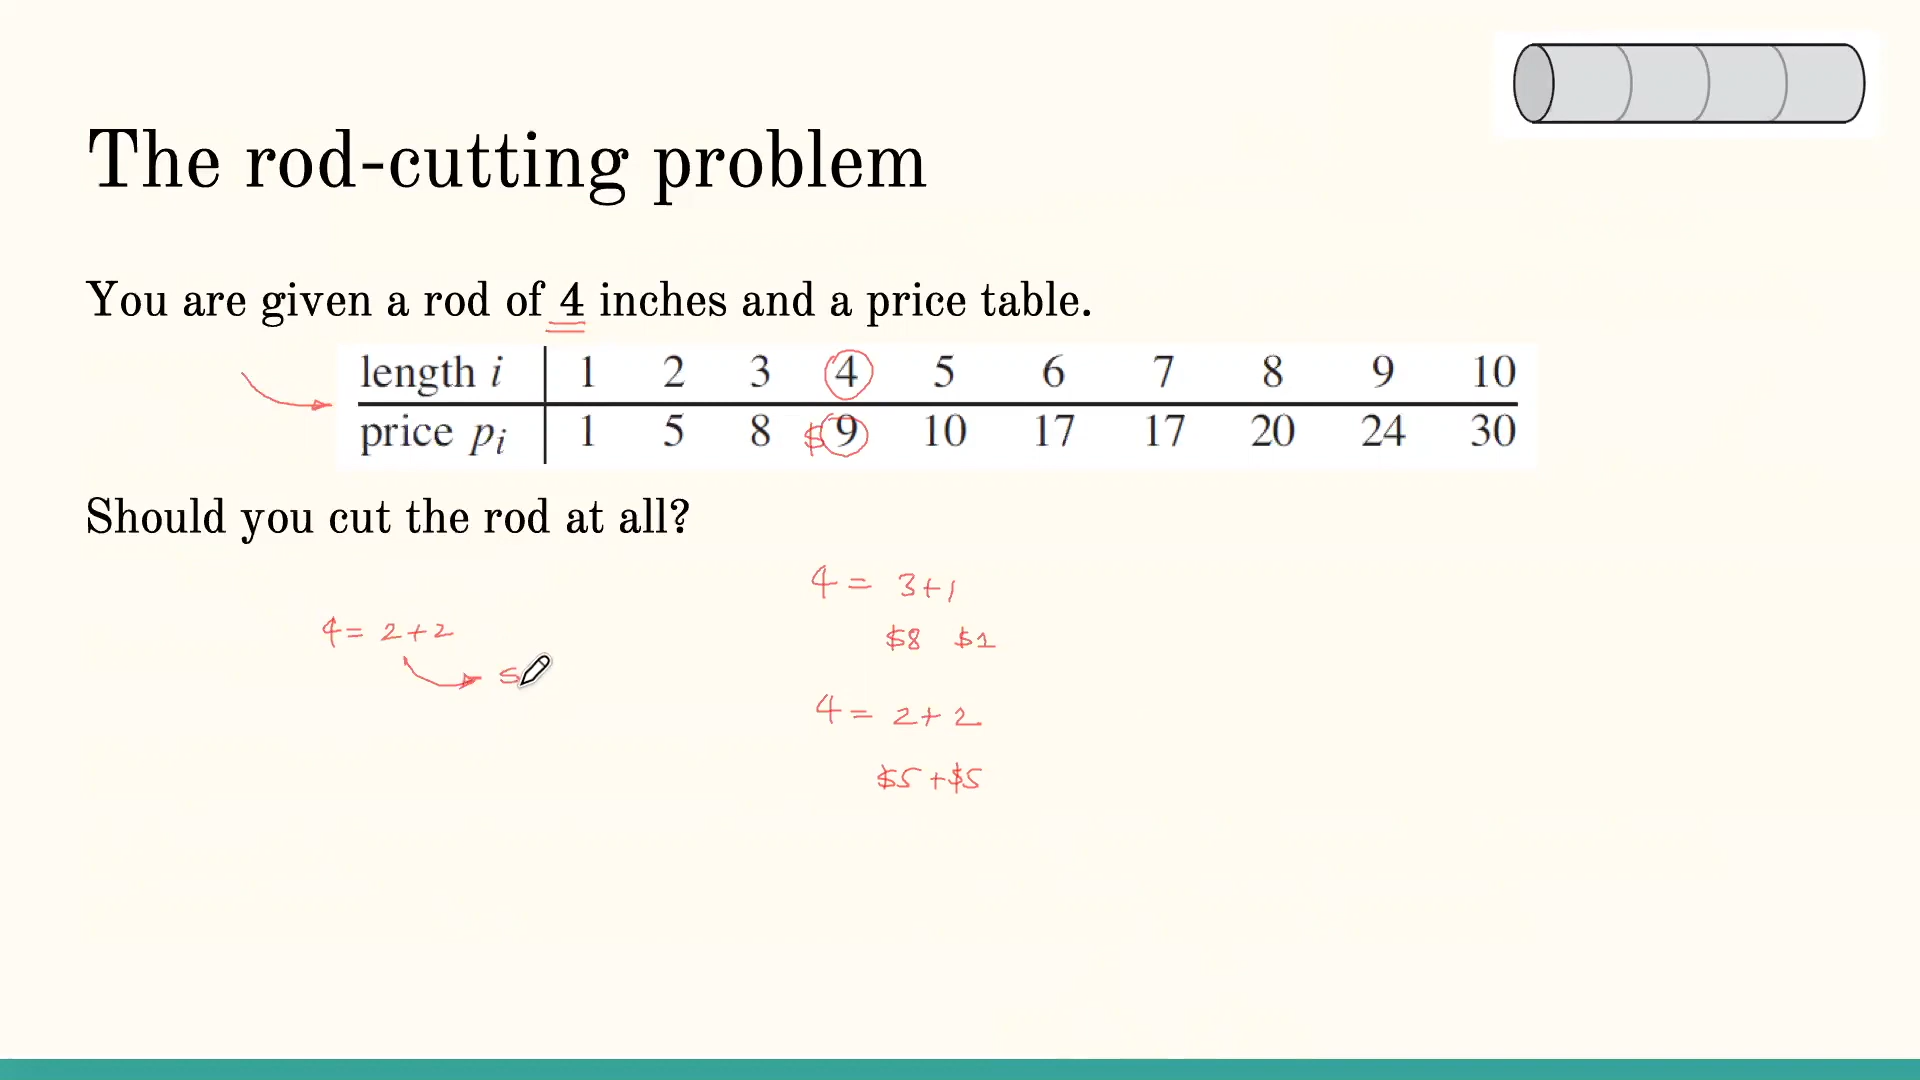 The rod-cutting problem
You are given a rod of 4 inches and a price table.
length i 1 2 3 4 5 6 7 8 9 10
price pi 1 5 8 $9 10 17 17 20 24 30
Should you cut the rod at all?
4 = 2+2
4 = 3+1
$8 $1
4 = 2+2
$5+$5